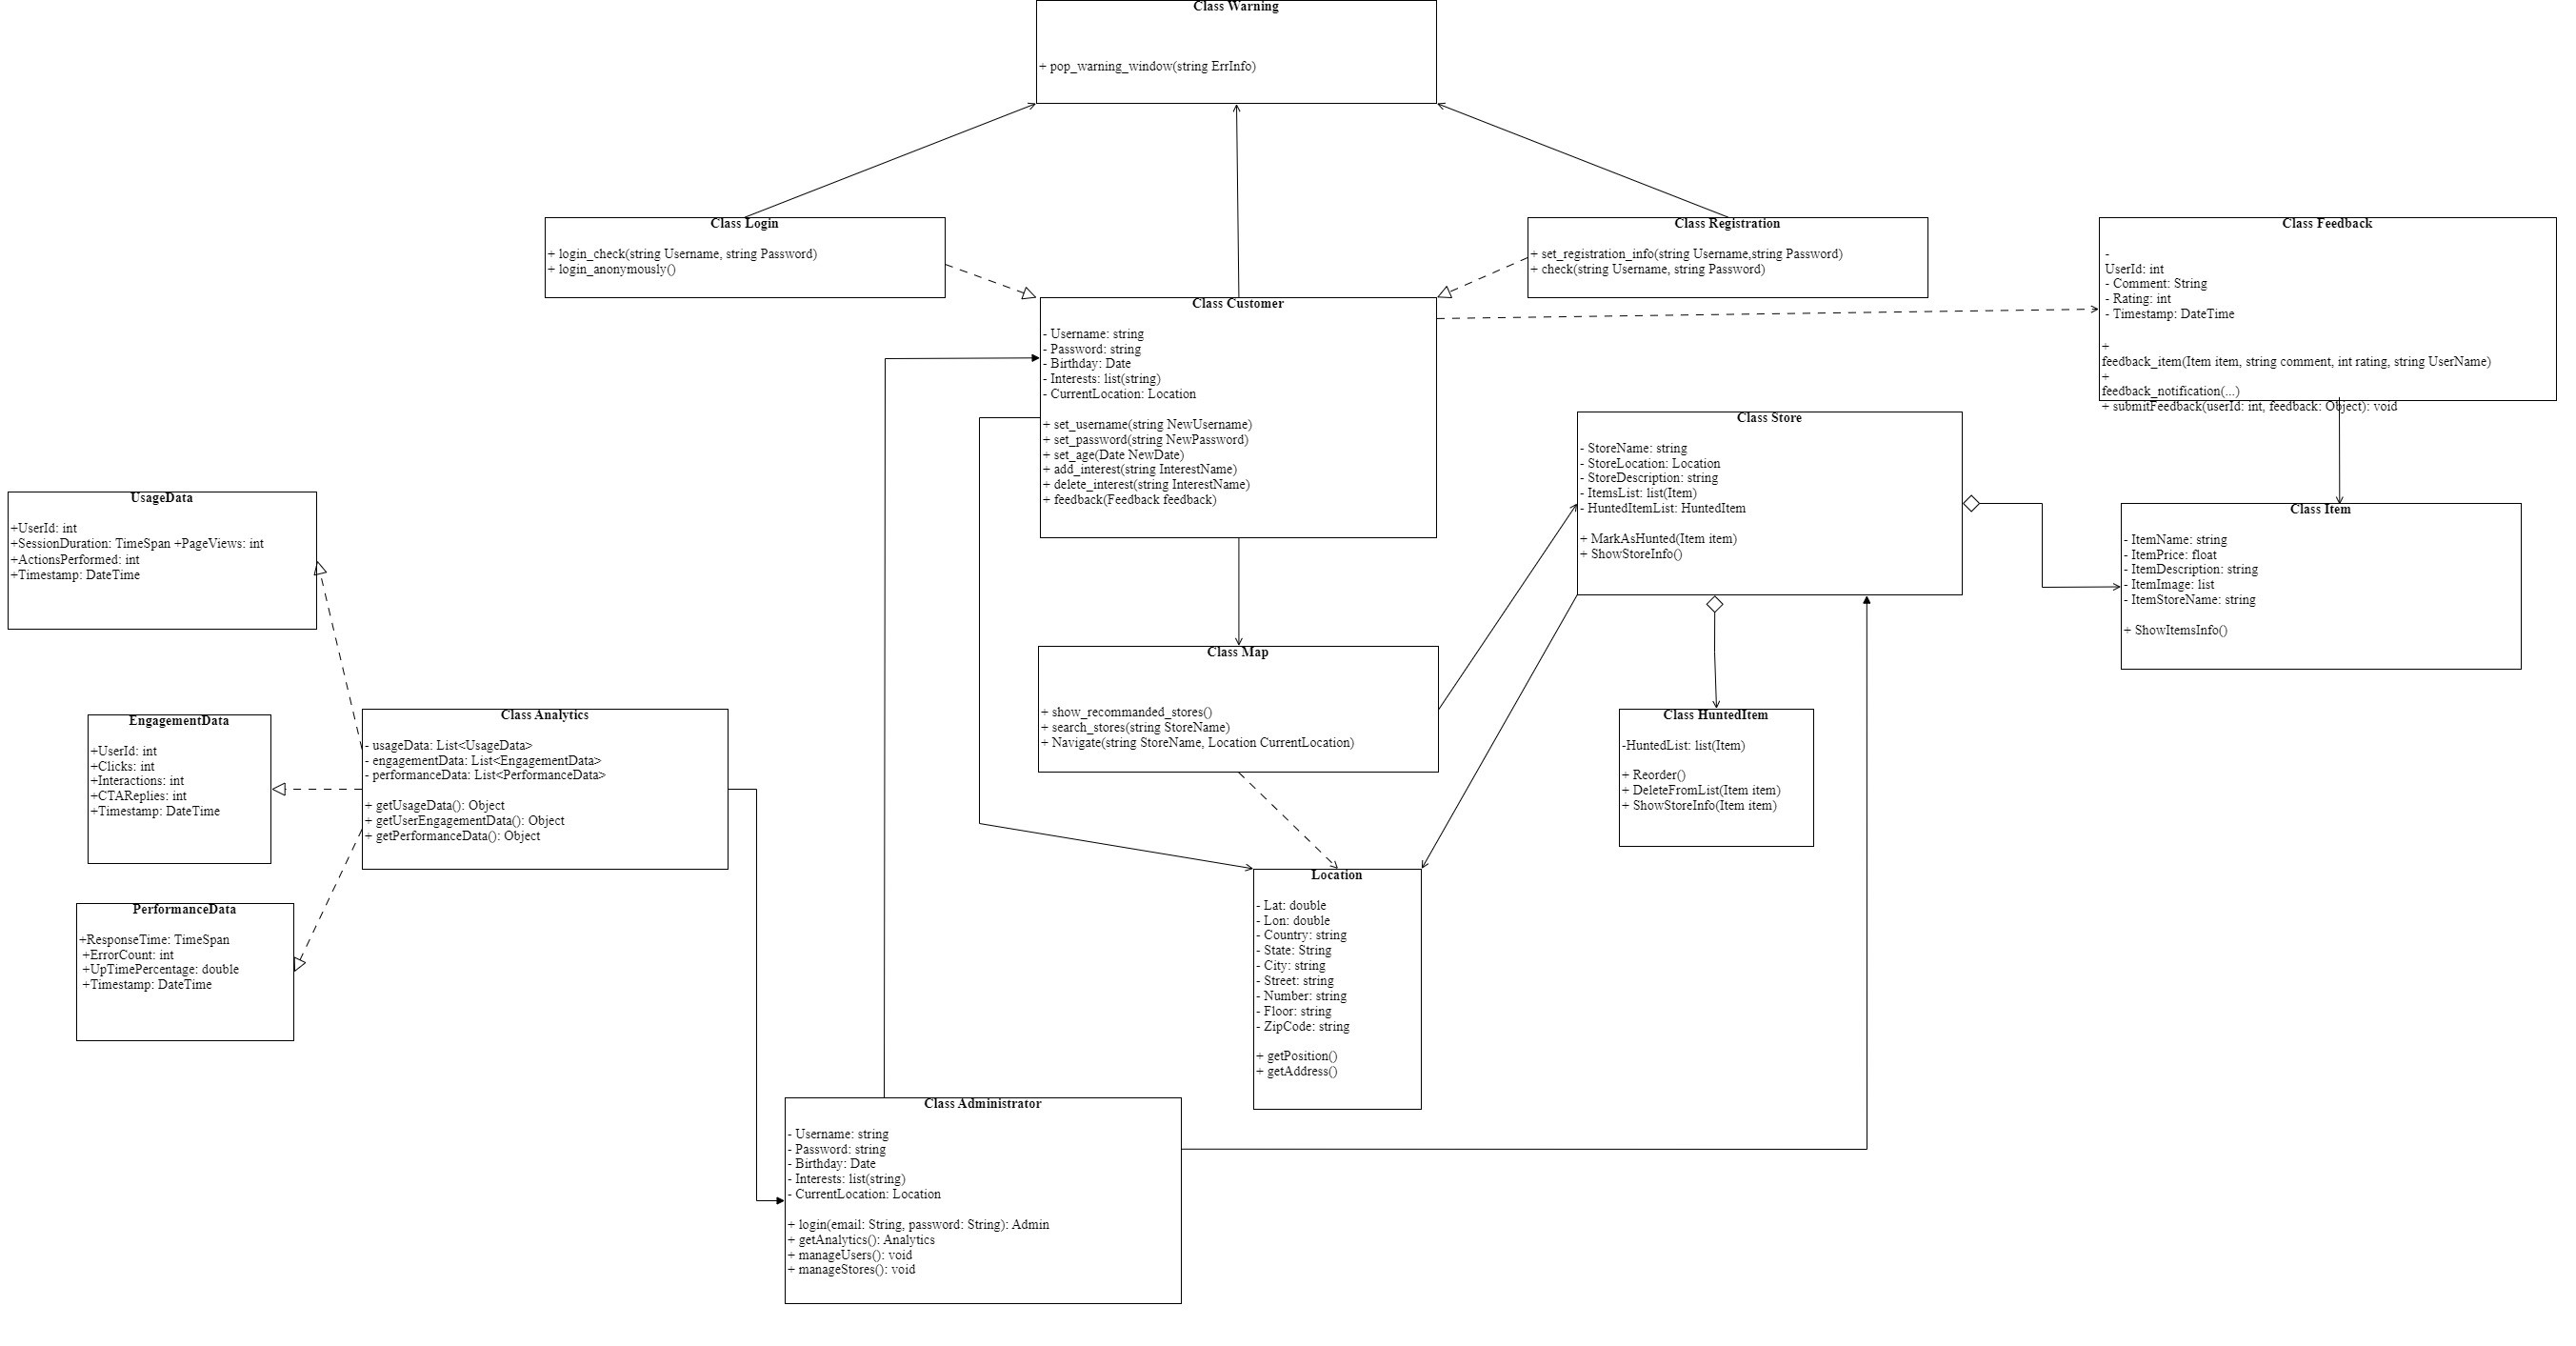 Class Warning
+ pop_warning_window(string ErrInfo)
Class Login
+ login_check(string Username, string Password)
+ login_anonymously()
Class Registration
+ set_registration_info(string Username,string Password)
+ check(string Username, string Password)
Class Feedback
-
UserId: int
- Comment: String
- Rating: int
- Timestamp: DateTime
+
feedback_item(Item item, string comment, int rating, string UserName)
+
feedback_notification(...)
+ submitFeedback(userId: int, feedback: Object): void
Class Customer
- Username: string
- Password: string
- Birthday: Date
- Interests: list(string)
- CurrentLocation: Location
+ set_username(string NewUsername)
+ set_password(string NewPassword)
+ set_age(Date NewDate)
+ add_interest(string InterestName)
+ delete_interest(string InterestName)
+ feedback(Feedback feedback)
Class Store
- StoreName: string
- StoreLocation: Location
- StoreDescription: string
- ItemsList: list(Item)
- HuntedItemList: HuntedItem
+ MarkAsHunted(Item item)
+ ShowStoreInfo()
Class Item
- ItemName: string
- ItemPrice: float
- ItemDescription: string
- ItemImage: list
- ItemStoreName: string
+ ShowItemsInfo()
UsageData
+UserId: int
+SessionDuration: TimeSpan +PageViews: int
+ActionsPerformed: int
+Timestamp: DateTime
Class Map
+ show_recommanded_stores()
+ search_stores(string StoreName)
+ Navigate(string StoreName, Location CurrentLocation)
EngagementData
+UserId: int
+Clicks: int
+Interactions: int
+CTAReplies: int
+Timestamp: DateTime
Class Analytics
- usageData: List<UsageData>
- engagementData: List<EngagementData>
- performanceData: List<PerformanceData>
+ getUsageData(): Object
+ getUserEngagementData(): Object
+ getPerformanceData(): Object
Class HuntedItem
-HuntedList: list(Item)
+ Reorder()
+ DeleteFromList(Item item)
+ ShowStoreInfo(Item item)
PerformanceData
+ResponseTime: TimeSpan
+ErrorCount: int
+UpTimePercentage: double
+Timestamp: DateTime
Location
- Lat: double
- Lon: double
- Country: string
- State: String
- City: string
- Street: string
- Number: string
- Floor: string
- ZipCode: string
+ getPosition()
+ getAddress()
Class Administrator
- Username: string
- Password: string
- Birthday: Date
- Interests: list(string)
- CurrentLocation: Location
+ login(email: String, password: String): Admin
+ getAnalytics(): Analytics
+ manageUsers(): void
+ manageStores(): void